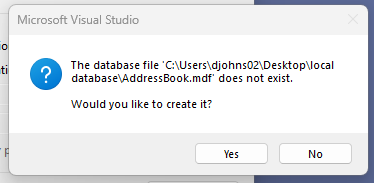 Microsoft Visual Studio
The database file 'C:\Users\djohns02\Desktop\local
database\AddressBook.mdf' does not exist.
Would you like to create it?
Yes
No